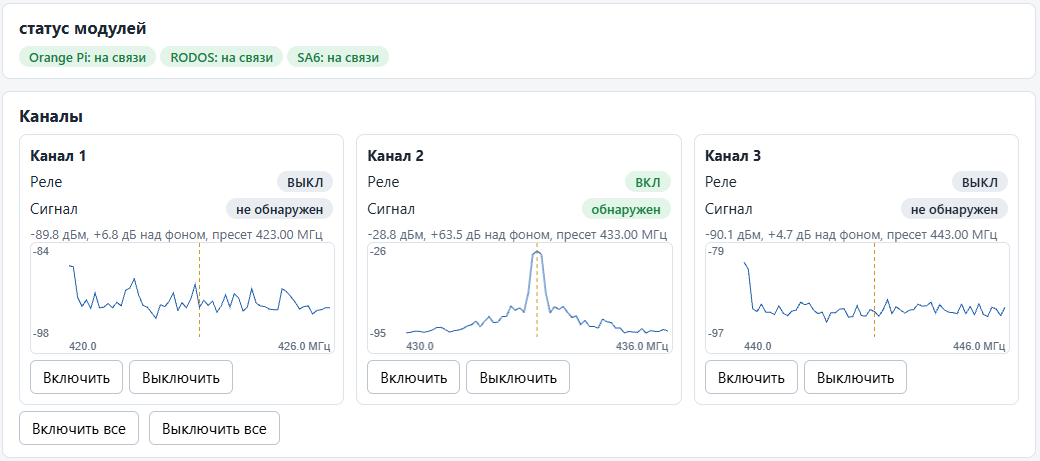 статус модулей
Orange Pi: на связи RODOS: на связи SA6: на связи
Каналы
Канал 1
Реле ВЫКЛ
Сигнал не обнаружен
-89.8 дБм, +6.8 дБ над фоном, пресет 423.00 МГц
-84
-98
420.0 426.0 МГц
Включить Выключить
Канал 2
Реле ВКЛ
Сигнал обнаружен
-28.8 дБм, +63.5 дБ над фоном, пресет 433.00 МГц
-26
-95
430.0 436.0 МГц
Включить Выключить
Канал 3
Реле ВЫКЛ
Сигнал не обнаружен
-90.1 дБм, +4.7 дБ над фоном, пресет 443.00 МГц
-79
-97
440.0 446.0 МГц
Включить Выключить
Включить все Выключить все